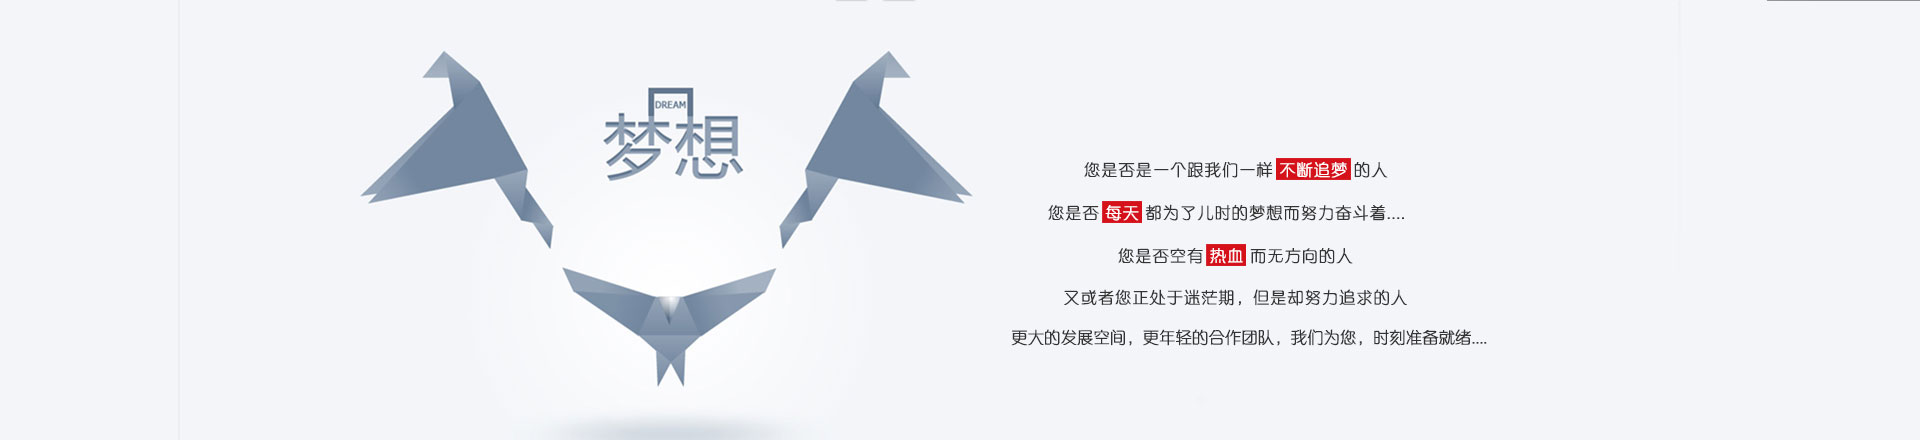 DREAM
梦想
您是否是一个跟我们一样 不断追梦 的人
您是否 每天 都为了儿时的梦想而努力奋斗着....
您是否空有 热血 而无方向的人
又或者您正处于迷茫期，但是却努力追求的人
更大的发展空间，更年轻的合作团队，我们为您，时刻准备就绪....